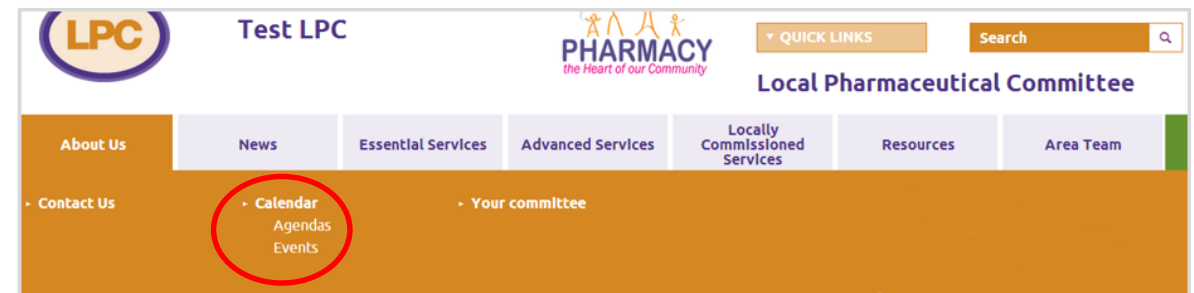 LPC
Test LPC
PHARMACY
the Heart of our Community
▾ QUICK LINKS
Search
Local Pharmaceutical Committee
About Us
News
Essential Services
Advanced Services
Locally
Commissioned
Services
Resources
Area Team
▸ Contact Us
▸ Calendar
Agendas
Events
▸ Your committee